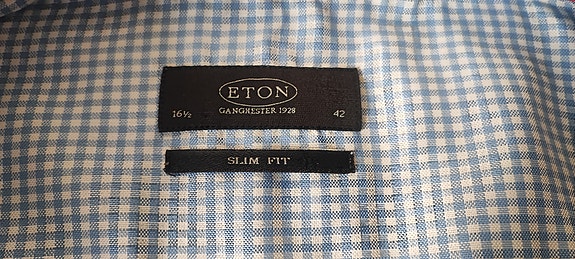 ETON
GANGHESTER 1928
16½ 42
SLIM FIT